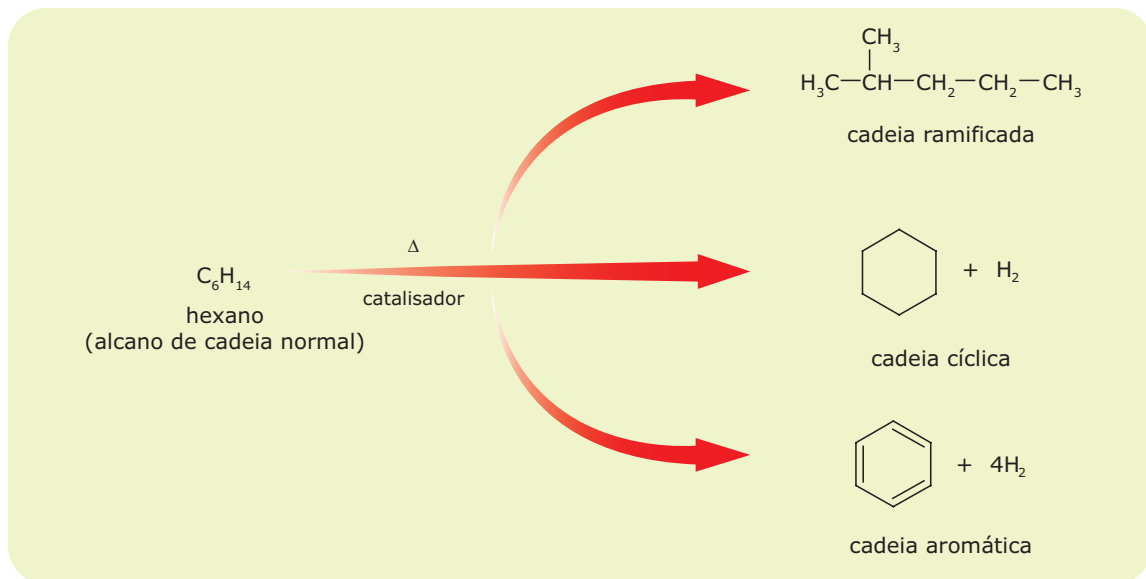 CH₃
H₃C—CH—CH₂—CH₂—CH₃
cadeia ramificada
Δ
C₆H₁₄
catalisador
hexano
(alcano de cadeia normal)
+ H₂
cadeia cíclica
+ 4H₂
cadeia aromática